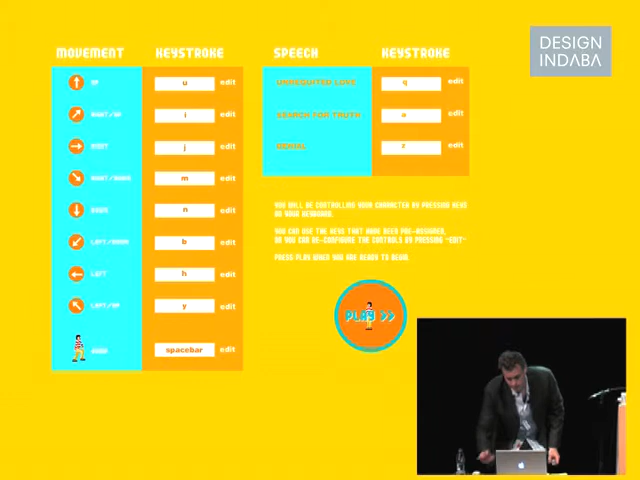 DESIGN
INDABA
MOVEMENT KEYSTROKE
UP u edit
RIGHT/UP i edit
RIGHT j edit
RIGHT/DOWN m edit
DOWN n edit
LEFT/DOWN b edit
LEFT h edit
LEFT/UP y edit
spacebar edit
SPEECH KEYSTROKE
UNREQUITED LOVE q edit
SEARCH FOR TRUTH a edit
DENIAL z edit
YOU WILL BE CONTROLLING YOUR CHARACTER BY PRESSING KEYS
ON YOUR KEYBOARD.
YOU CAN USE THE KEYS THAT HAVE BEEN PRE-ASSIGNED,
OR YOU CAN RE-CONFIGURE THE CONTROLS BY PRESSING "EDIT"
PRESS PLAY WHEN YOU ARE READY TO BEGIN.
PLAY >>